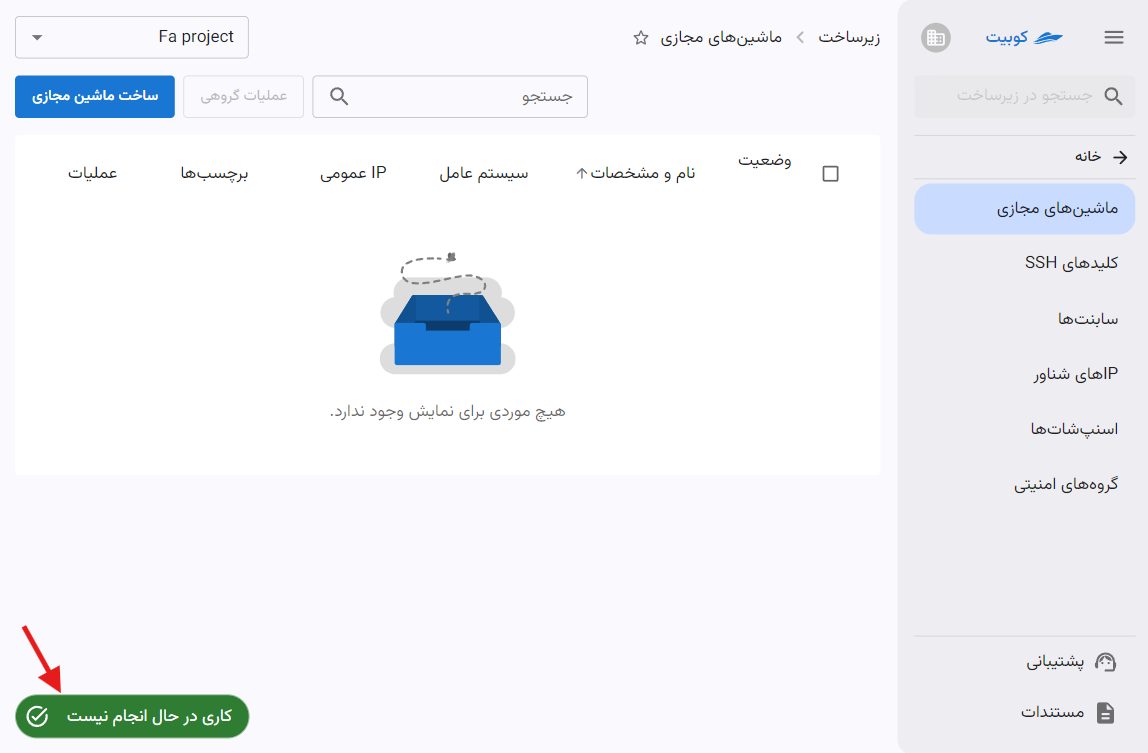 کوبیت
جستجو در زیرساخت
خانه
ماشین‌های مجازی
کلیدهای SSH
سابنت‌ها
IPهای شناور
اسنپ‌شات‌ها
گروه‌های امنیتی
پشتیبانی
مستندات
زیرساخت
ماشین‌های مجازی
Fa project
جستجو
عملیات گروهی
ساخت ماشین مجازی
وضعیت
نام و مشخصات
سیستم عامل
IP عمومی
برچسب‌ها
عملیات
هیچ موردی برای نمایش وجود ندارد.
کاری در حال انجام نیست